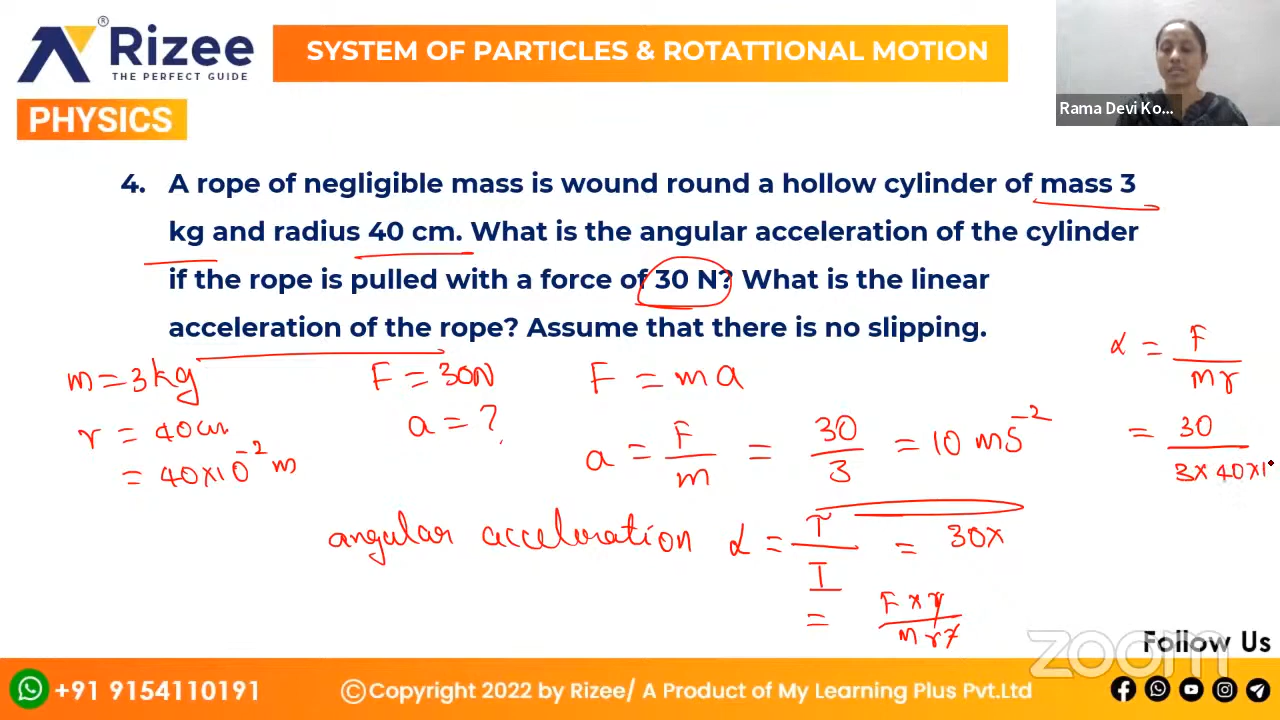 Rizee®
THE PERFECT GUIDE
SYSTEM OF PARTICLES & ROTATTIONAL MOTION
Rama Devi Ko...
PHYSICS
4. A rope of negligible mass is wound round a hollow cylinder of mass 3
kg and radius 40 cm. What is the angular acceleration of the cylinder
if the rope is pulled with a force of 30 N? What is the linear
acceleration of the rope? Assume that there is no slipping.
m = 3 kg
r = 40 cm
= 40 × 10⁻² m
F = 30N
a = ?
F = ma
a = F/m = 30/3 = 10 ms⁻²
angular acceleration α = τ/I = 30×
= F × r / m r²
α = F/mr
= 30 / 3 × 40 × 1
zoom
Follow Us
+91 9154110191
©Copyright 2022 by Rizee/ A Product of My Learning Plus Pvt.Ltd